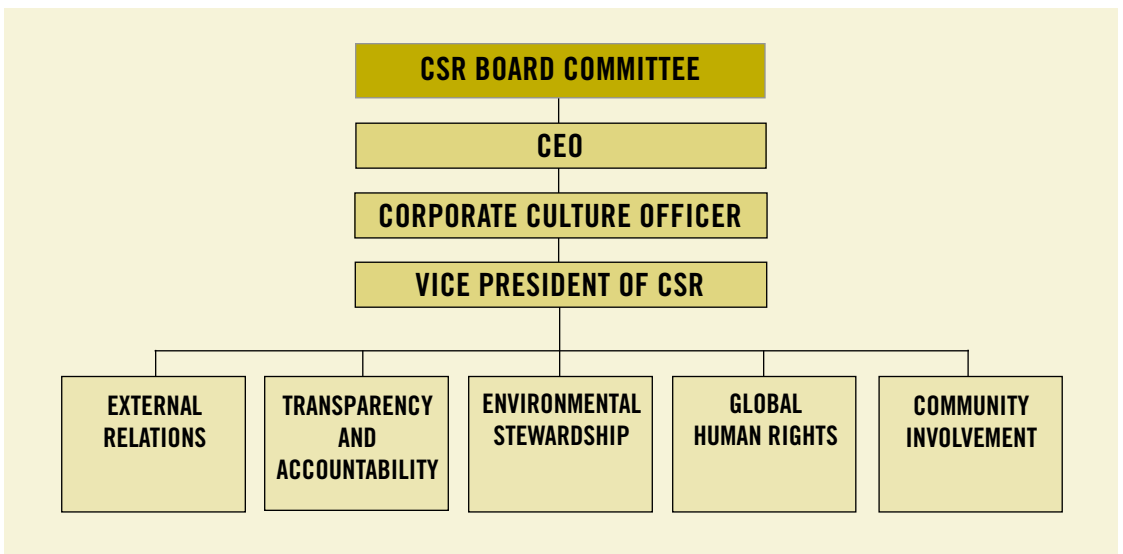 CSR BOARD COMMITTEE
CEO
CORPORATE CULTURE OFFICER
VICE PRESIDENT OF CSR
EXTERNAL
RELATIONS
TRANSPARENCY
AND
ACCOUNTABILITY
ENVIRONMENTAL
STEWARDSHIP
GLOBAL
HUMAN RIGHTS
COMMUNITY
INVOLVEMENT